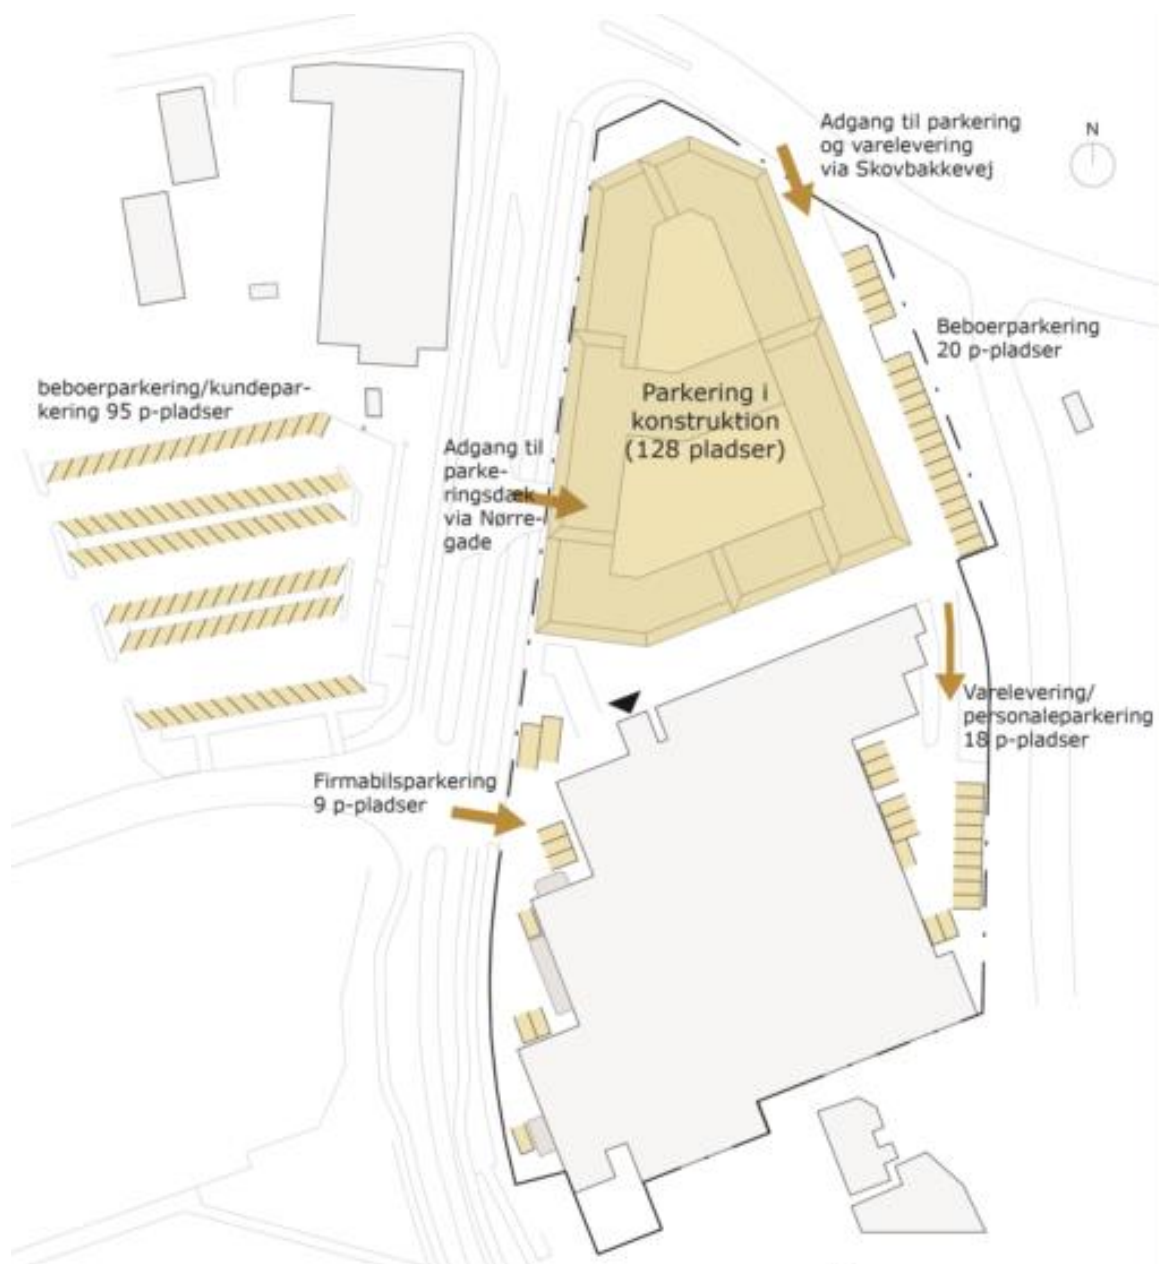 Adgang til parkering
og varelevering
via Skovbakkevej
N
Beboerparkering
20 p-pladser
beboerparkering/kundepar-
kering 95 p-pladser
Parkering i
konstruktion
(128 pladser)
Adgang til
parke-
ringsdæk
via Nørre-
gade
Varelevering/
personaleparkering
18 p-pladser
Firmabilsparkering
9 p-pladser